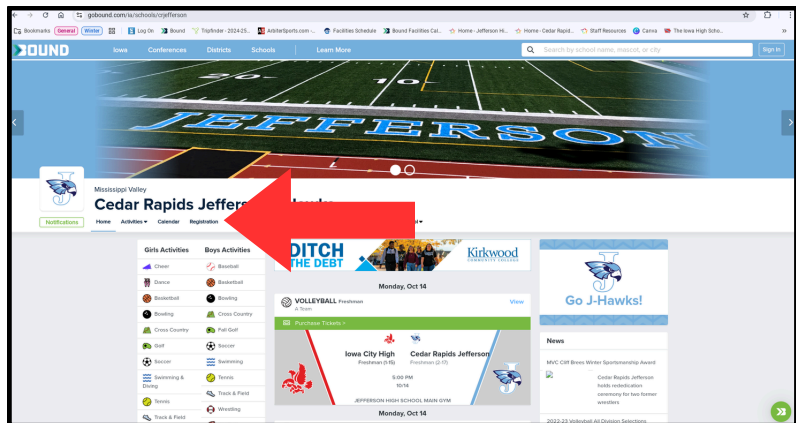 gobound.com/ia/schools/crjefferson
Bookmarks General Winter Log On Bound Tripfinder - 2024-25... ArbiterSports.com -... Facilities Schedule Bound Facilities Cal... Home - Jefferson Hi... Home - Cedar Rapid... Staff Resources Canva The Iowa High Scho...
BOUND Iowa Conferences Districts Schools Learn More Search by school name, mascot, or city Sign In
20 10
JEFFERSON
Mississippi Valley
Cedar Rapids Jeffers
Notifications Home Activities Calendar Registration
Girls Activities Boys Activities
Cheer Baseball
Dance Basketball
Basketball Bowling
Bowling Cross Country
Cross Country Fall Golf
Golf Soccer
Soccer Swimming
Swimming & Diving Tennis
Tennis Track & Field
Track & Field Wrestling
DITCH
THE DEBT
Kirkwood
COMMUNITY COLLEGE
Monday, Oct 14
VOLLEYBALL Freshman View
A Team
Purchase Tickets >
Iowa City High Cedar Rapids Jefferson
Freshman (1-15) Freshman (2-17)
5:00 PM
10/14
JEFFERSON HIGH SCHOOL MAIN GYM
Monday, Oct 14
Go J-Hawks!
News
MVC Cliff Brees Winter Sportsmanship Award
Cedar Rapids Jefferson
holds rededication
ceremony for two former
wrestlers
2022-23 Volleyball All Division Selections